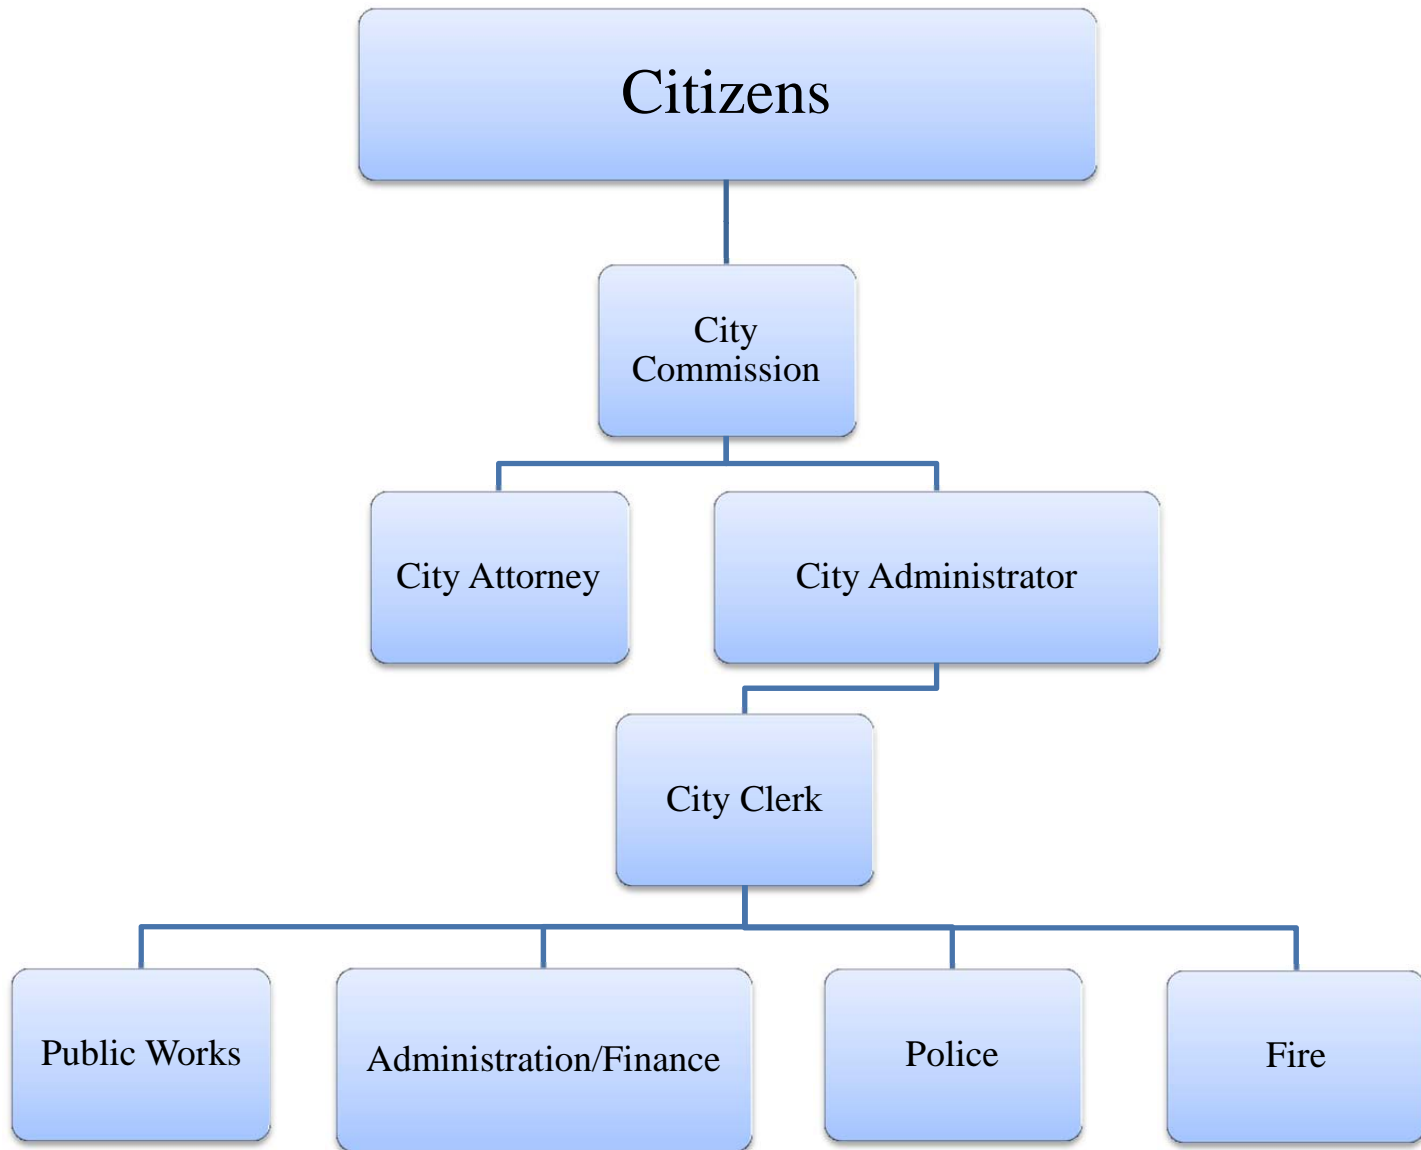 Citizens
City
Commission
City Attorney
City Administrator
City Clerk
Public Works
Administration/Finance
Police
Fire